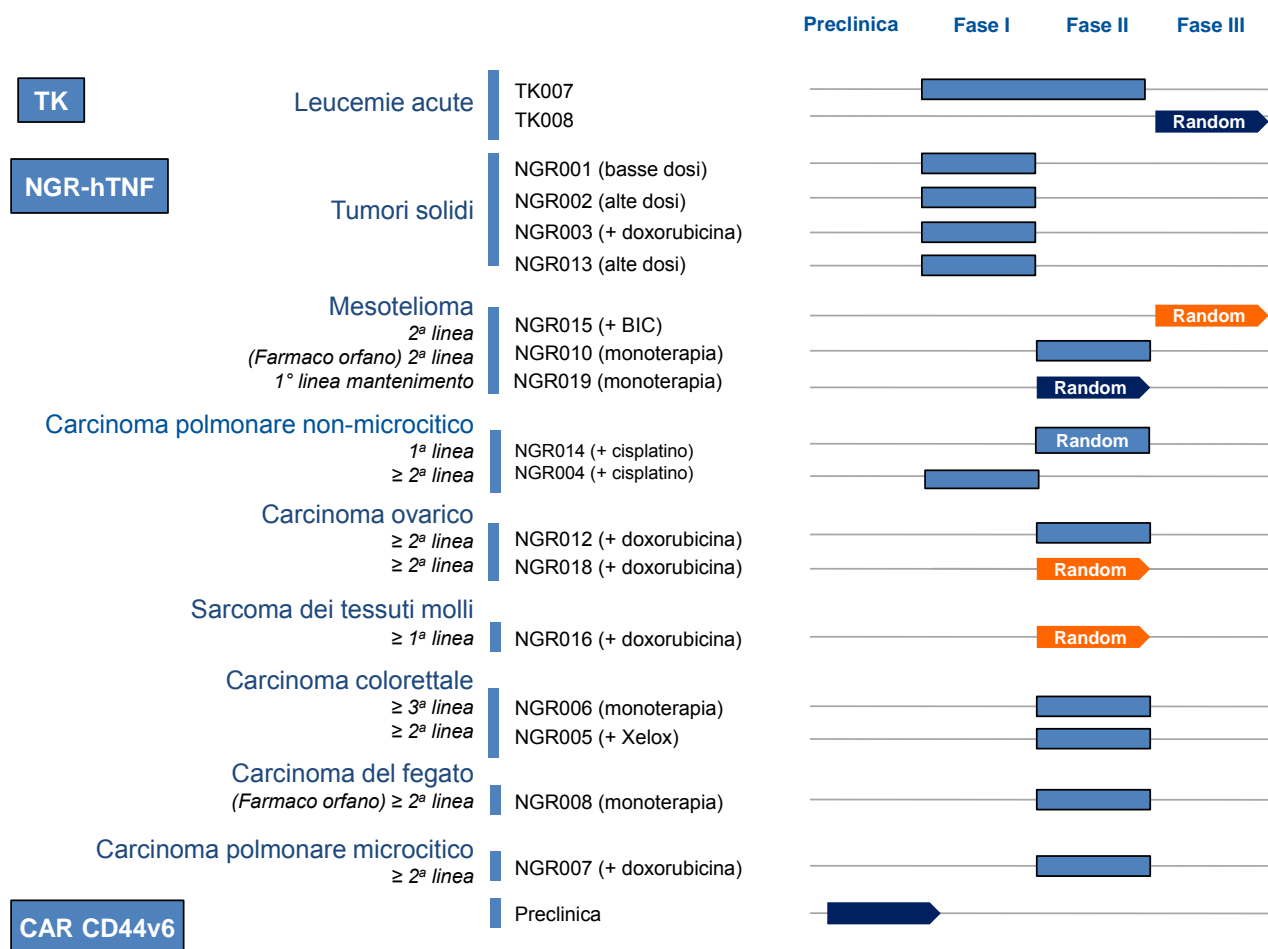 Preclinica Fase I Fase II Fase III
TK
Leucemie acute
TK007
TK008
Random
NGR-hTNF
Tumori solidi
NGR001 (basse dosi)
NGR002 (alte dosi)
NGR003 (+ doxorubicina)
NGR013 (alte dosi)
Mesotelioma
2ª linea
NGR015 (+ BIC)
Random
(Farmaco orfano) 2ª linea
NGR010 (monoterapia)
1° linea mantenimento
NGR019 (monoterapia)
Random
Carcinoma polmonare non-microcitico
1ª linea
NGR014 (+ cisplatino)
Random
≥ 2ª linea
NGR004 (+ cisplatino)
Carcinoma ovarico
≥ 2ª linea
NGR012 (+ doxorubicina)
≥ 2ª linea
NGR018 (+ doxorubicina)
Random
Sarcoma dei tessuti molli
≥ 1ª linea
NGR016 (+ doxorubicina)
Random
Carcinoma colorettale
≥ 3ª linea
NGR006 (monoterapia)
≥ 2ª linea
NGR005 (+ Xelox)
Carcinoma del fegato
(Farmaco orfano) ≥ 2ª linea
NGR008 (monoterapia)
Carcinoma polmonare microcitico
≥ 2ª linea
NGR007 (+ doxorubicina)
CAR CD44v6
Preclinica